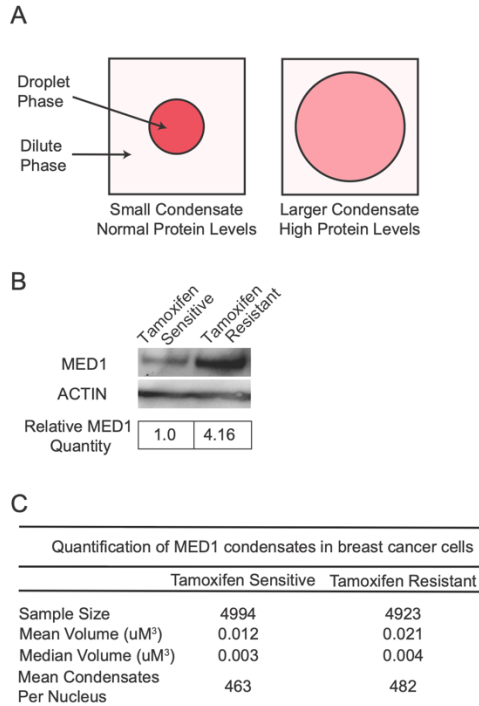 A
Droplet
Phase
Dilute
Phase
Small Condensate
Normal Protein Levels
Larger Condensate
High Protein Levels
B
Tamoxifen
Sensitive
Tamoxifen
Resistant
MED1
ACTIN
Relative MED1
Quantity
1.0 4.16
C
Quantification of MED1 condensates in breast cancer cells
Tamoxifen Sensitive Tamoxifen Resistant
Sample Size 4994 4923
Mean Volume (uM³) 0.012 0.021
Median Volume (uM³) 0.003 0.004
Mean Condensates
Per Nucleus 463 482